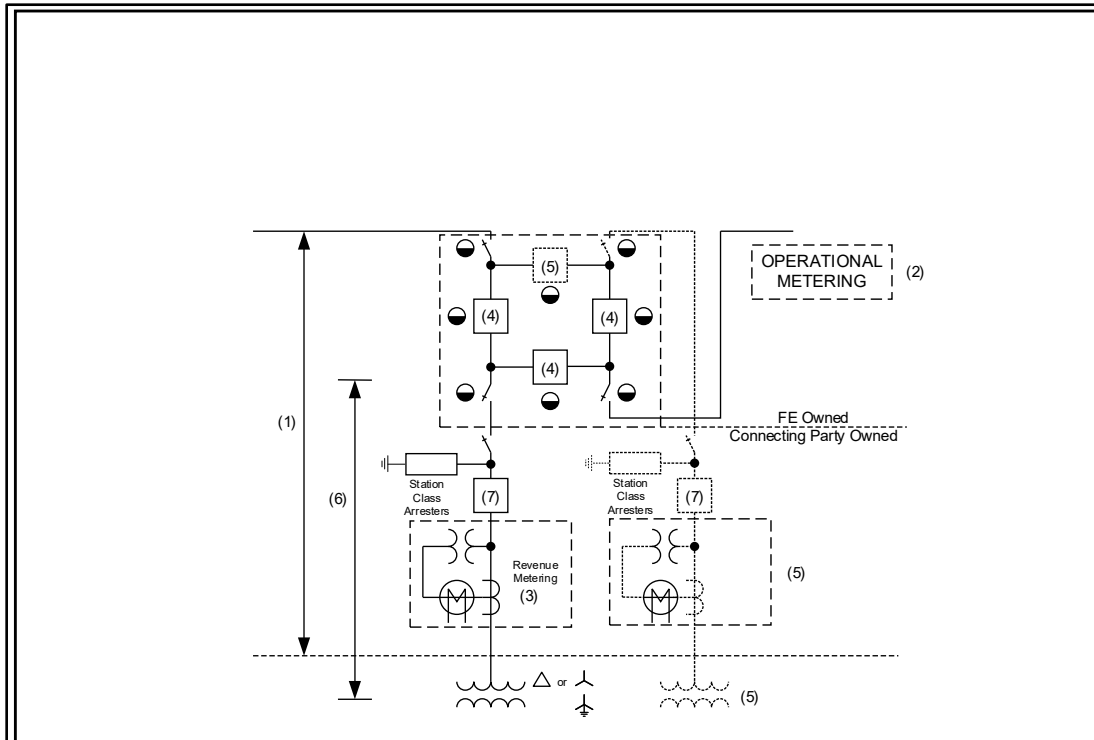 (5)
OPERATIONAL
METERING
(2)
(4)
(4)
(4)
(1)
FE Owned
Connecting Party Owned
(6)
Station
Class
Arresters
(7)
Station
Class
Arresters
(7)
Revenue
Metering
(3)
(5)
or
(5)